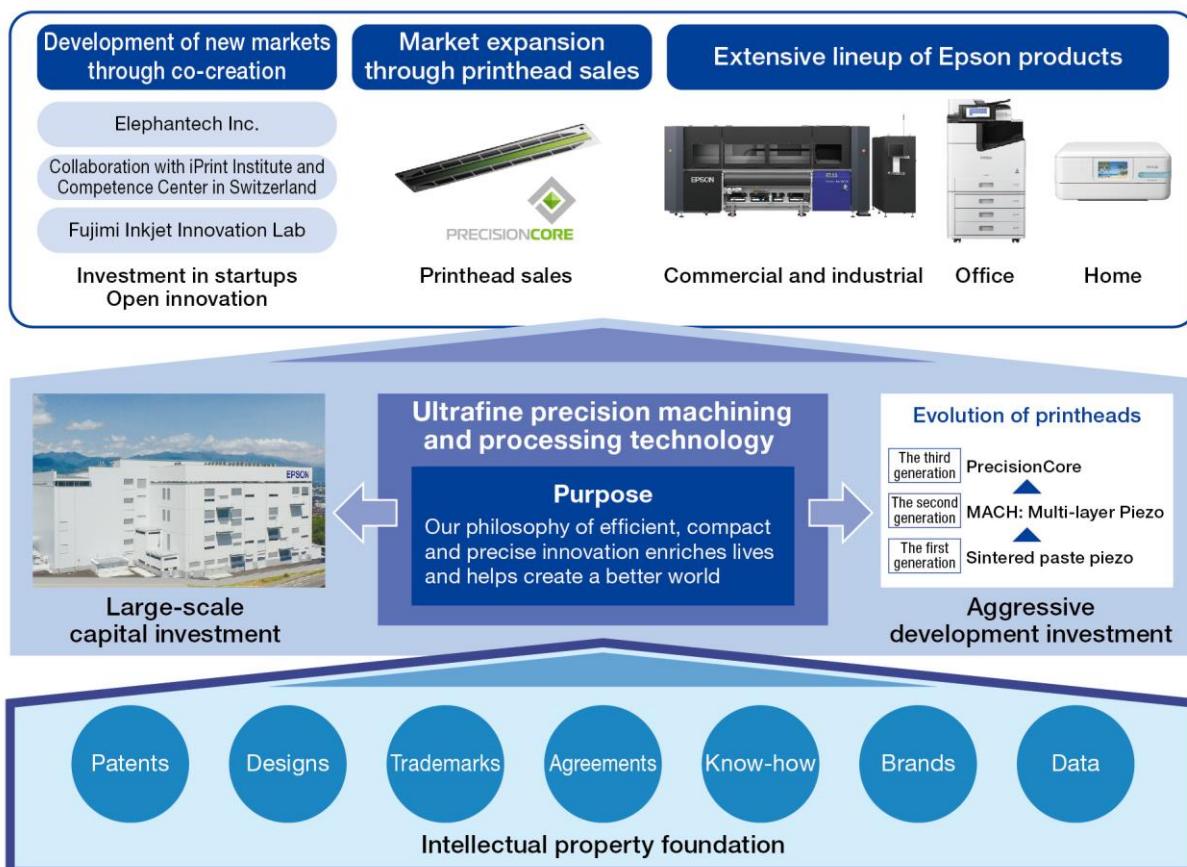 Development of new markets
through co-creation
Elephantech Inc.
Collaboration with iPrint Institute and
Competence Center in Switzerland
Fujimi Inkjet Innovation Lab
Investment in startups
Open innovation
Market expansion
through printhead sales
PRECISIONCORE
Printhead sales
Extensive lineup of Epson products
EPSON
Commercial and industrial
Office
Home
EPSON
Large-scale
capital investment
Ultrafine precision machining
and processing technology
Purpose
Our philosophy of efficient, compact
and precise innovation enriches lives
and helps create a better world
Evolution of printheads
The third
generation
PrecisionCore
The second
generation
MACH: Multi-layer Piezo
The first
generation
Sintered paste piezo
Aggressive
development investment
Patents
Designs
Trademarks
Agreements
Know-how
Brands
Data
Intellectual property foundation